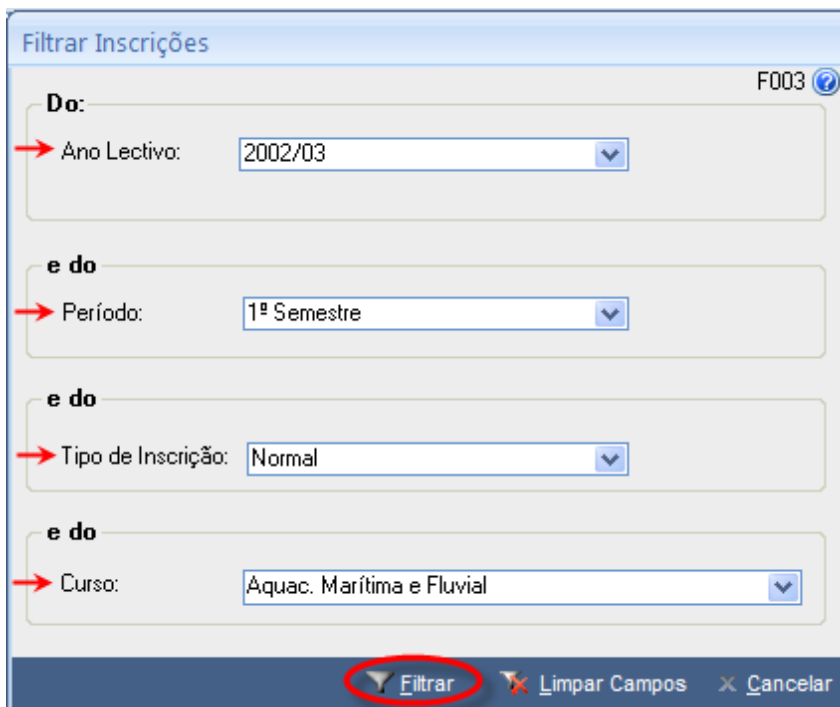 Filtrar Inscrições
F003
Do:
Ano Lectivo: 2002/03
e do
Período: 1º Semestre
e do
Tipo de Inscrição: Normal
e do
Curso: Aquac. Marítima e Fluvial
Filtrar Limpar Campos Cancelar